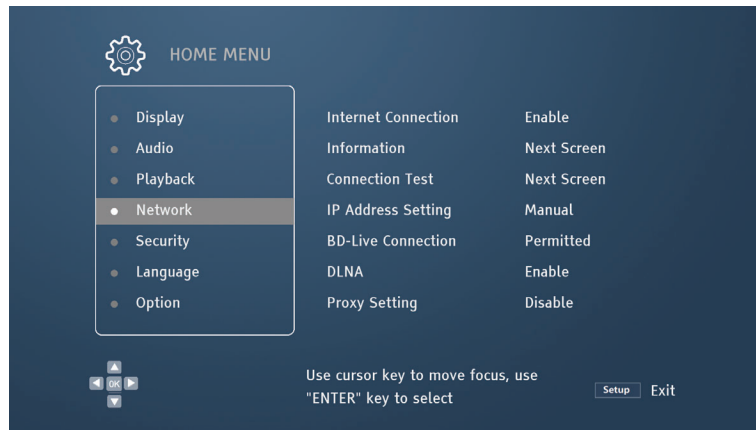 HOME MENU
Display
Audio
Playback
Network
Security
Language
Option
Internet Connection Enable
Information Next Screen
Connection Test Next Screen
IP Address Setting Manual
BD-Live Connection Permitted
DLNA Enable
Proxy Setting Disable
OK
Use cursor key to move focus, use
"ENTER" key to select
Setup Exit